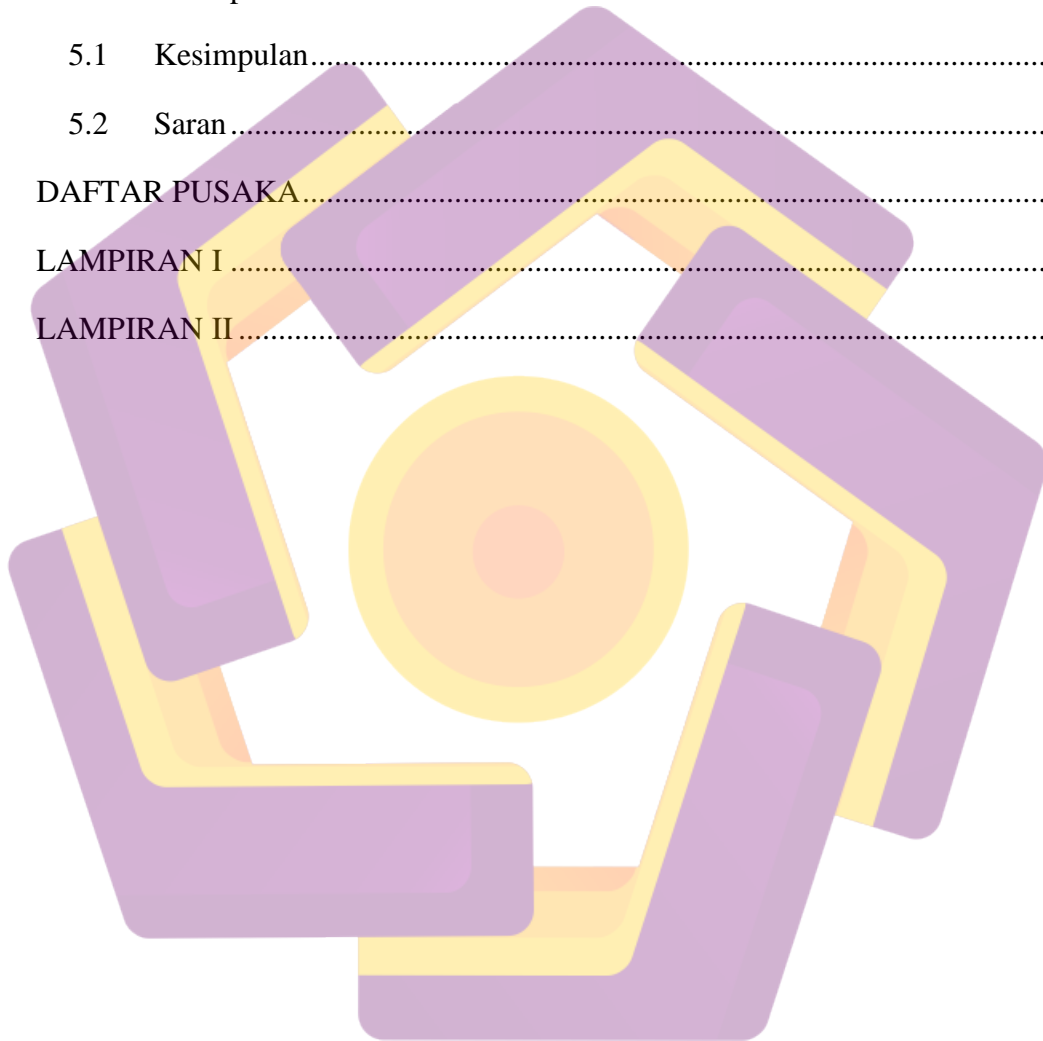 5.1 Kesimpulan................................................................................................
5.2 Saran..........................................................................................................
DAFTAR PUSAKA................................................................................................
LAMPIRAN I..........................................................................................................
LAMPIRAN II.........................................................................................................